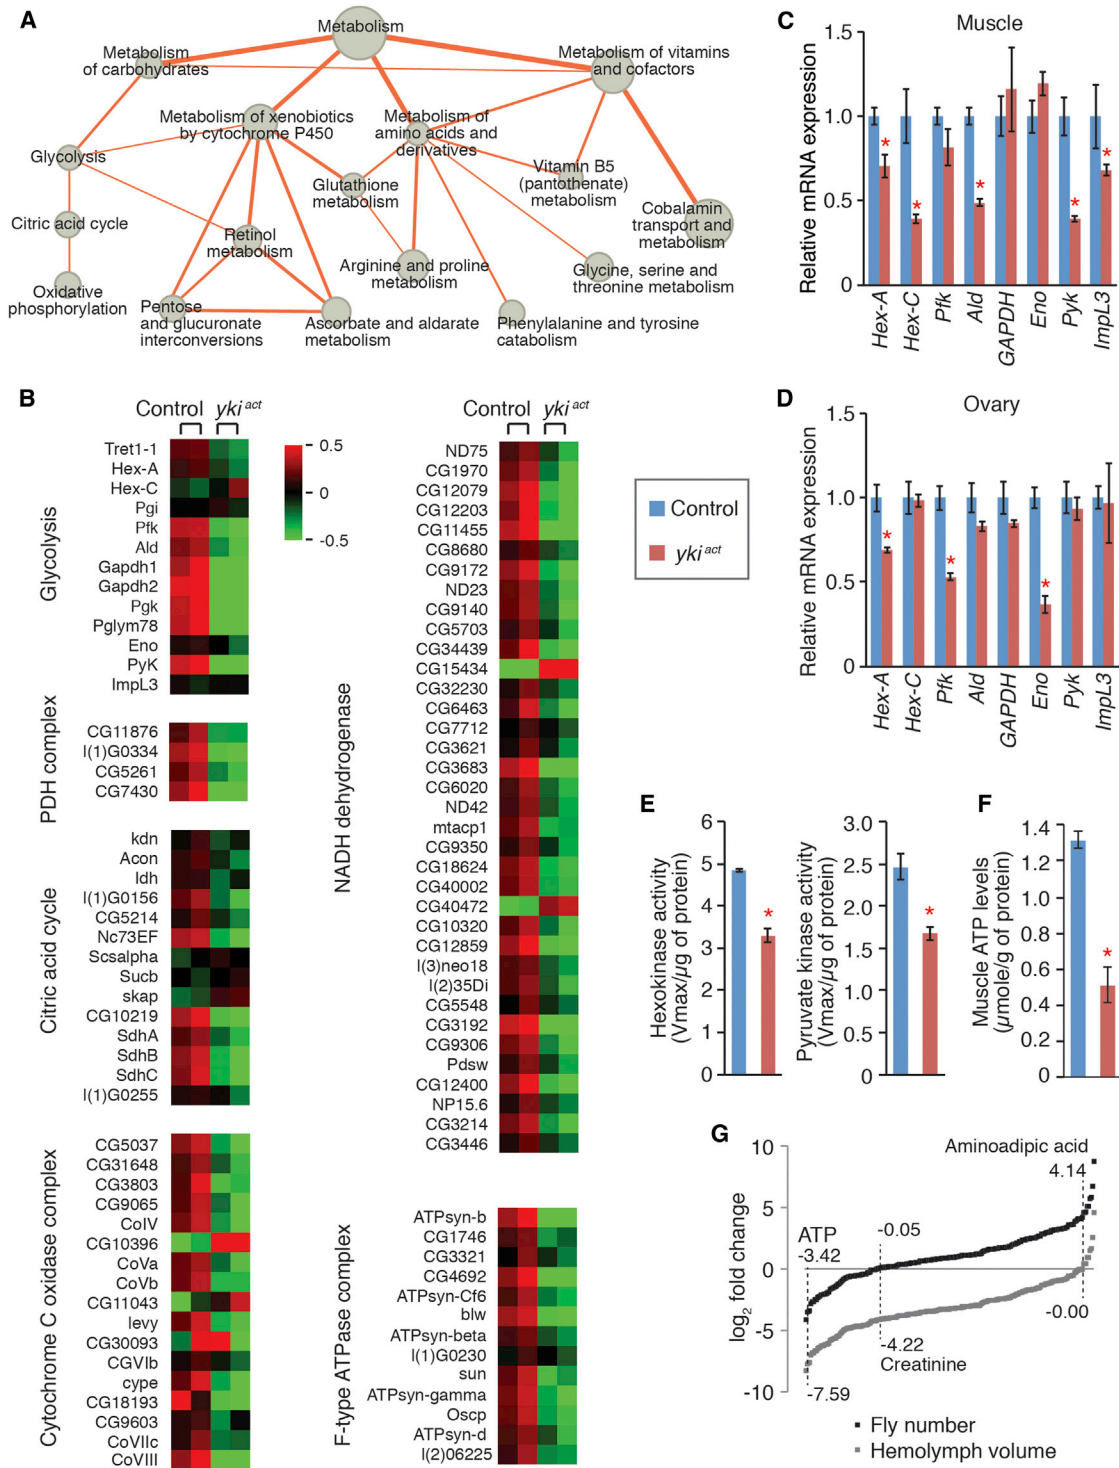 A
Metabolism
Metabolism
of carbohydrates
Metabolism of vitamins
and cofactors
Metabolism of xenobiotics
by cytochrome P450
Metabolism of
amino acids and
derivatives
Glycolysis
Glutathione
metabolism
Vitamin B5
(pantothenate)
metabolism
Citric acid cycle
Retinol
metabolism
Cobalamin
transport and
metabolism
Arginine and proline
metabolism
Glycine, serine and
threonine metabolism
Oxidative
phosphorylation
Pentose
and glucuronate
interconversions
Ascorbate and aldarate
metabolism
Phenylalanine and tyrosine
catabolism
B
Control yki act
0.5
0
-0.5
Glycolysis
Tret1-1
Hex-A
Hex-C
Pgi
Pfk
Ald
Gapdh1
Gapdh2
Pgk
Pglym78
Eno
PyK
ImpL3
PDH complex
CG11876
l(1)G0334
CG5261
CG7430
Citric acid cycle
kdn
Acon
Idh
l(1)G0156
CG5214
Nc73EF
Scsalpha
Sucb
skap
CG10219
SdhA
SdhB
SdhC
l(1)G0255
Cytochrome C oxidase complex
CG5037
CG31648
CG3803
CG9065
CoIV
CG10396
CoVa
CoVb
CG11043
levy
CG30093
CGVIb
cype
CG18193
CG9603
CoVIIc
CoVIII
Control yki act
NADH dehydrogenase
ND75
CG1970
CG12079
CG12203
CG11455
CG8680
CG9172
ND23
CG9140
CG5703
CG34439
CG15434
CG32230
CG6463
CG7712
CG3621
CG3683
CG6020
ND42
mtacp1
CG9350
CG18624
CG40002
CG40472
CG10320
CG12859
l(3)neo18
l(2)35Di
CG5548
CG3192
CG9306
Pdsw
CG12400
NP15.6
CG3214
CG3446
F-type ATPase complex
ATPsyn-b
CG1746
CG3321
CG4692
ATPsyn-Cf6
blw
ATPsyn-beta
l(1)G0230
sun
ATPsyn-gamma
Oscp
ATPsyn-d
l(2)06225
C
Muscle
Relative mRNA expression
1.5
1.0
0.5
0
* * * * *
Hex-A
Hex-C
Pfk
Ald
GAPDH
Eno
Pyk
ImpL3
D
Ovary
Relative mRNA expression
1.5
1.0
0.5
0
* * *
Hex-A
Hex-C
Pfk
Ald
GAPDH
Eno
Pyk
ImpL3
Control
yki act
E
Hexokinase activity
(Vmax/µg of protein)
6
5
4
3
2
1
0
*
Pyruvate kinase activity
(Vmax/µg of protein)
3.0
2.5
2.0
1.5
1.0
0.5
0
*
F
Muscle ATP levels
(µmole/g of protein)
1.4
1.2
1.0
0.8
0.6
0.4
0.2
0
*
G
log2 fold change
10
5
0
-5
-10
Aminoadipic acid
4.14
ATP
-3.42
-0.05
-0.00
-4.22
Creatinine
-7.59
Fly number
Hemolymph volume